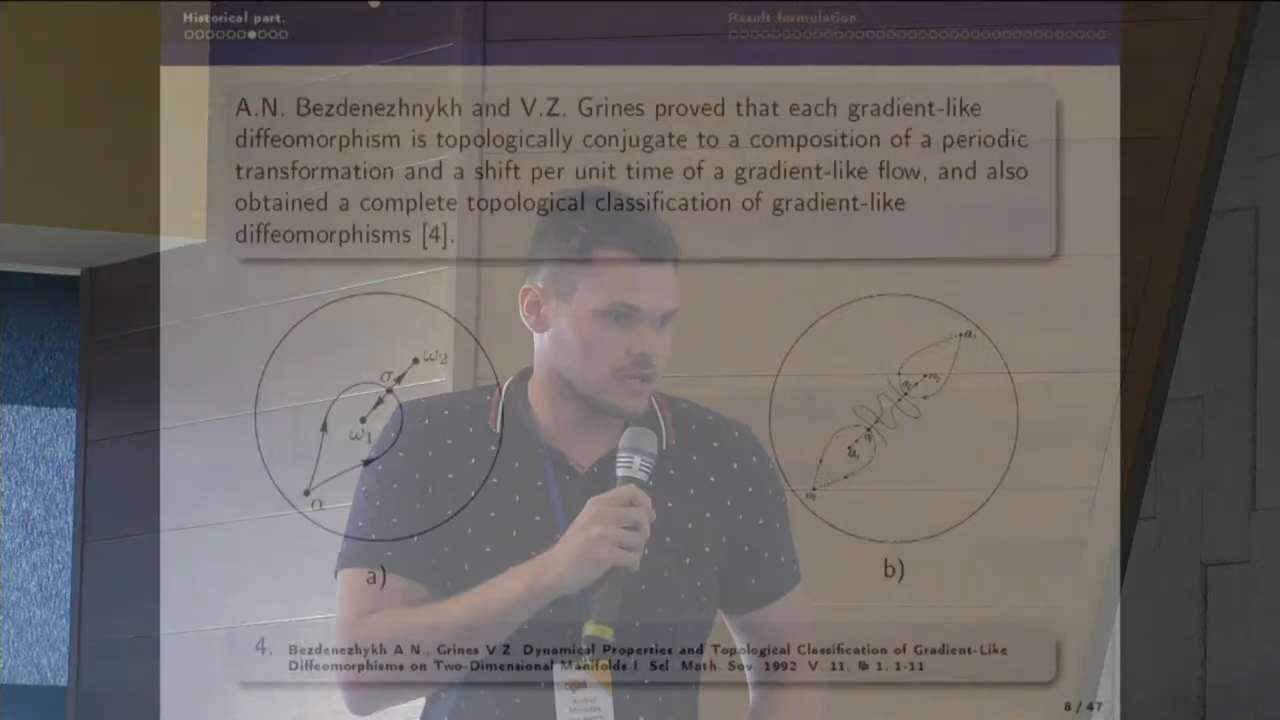 Historical part.
Result formulation.
A.N. Bezdenezhnykh and V.Z. Grines proved that each gradient-like
diffeomorphism is topologically conjugate to a composition of a periodic
transformation and a shift per unit time of a gradient-like flow, and also
obtained a complete topological classification of gradient-like
diffeomorphisms [4].
ω₂
σ
ω₁
α
a)
b)
4. Bezdenezhykh A N., Grines V Z Dynamical Properties and Topological Classification of Gradient-Like
Diffeomorphisms on Two-Dimensional Manifolds I Sel Math. Sov 1992 V. 11, № 1, 1-11
8 / 47